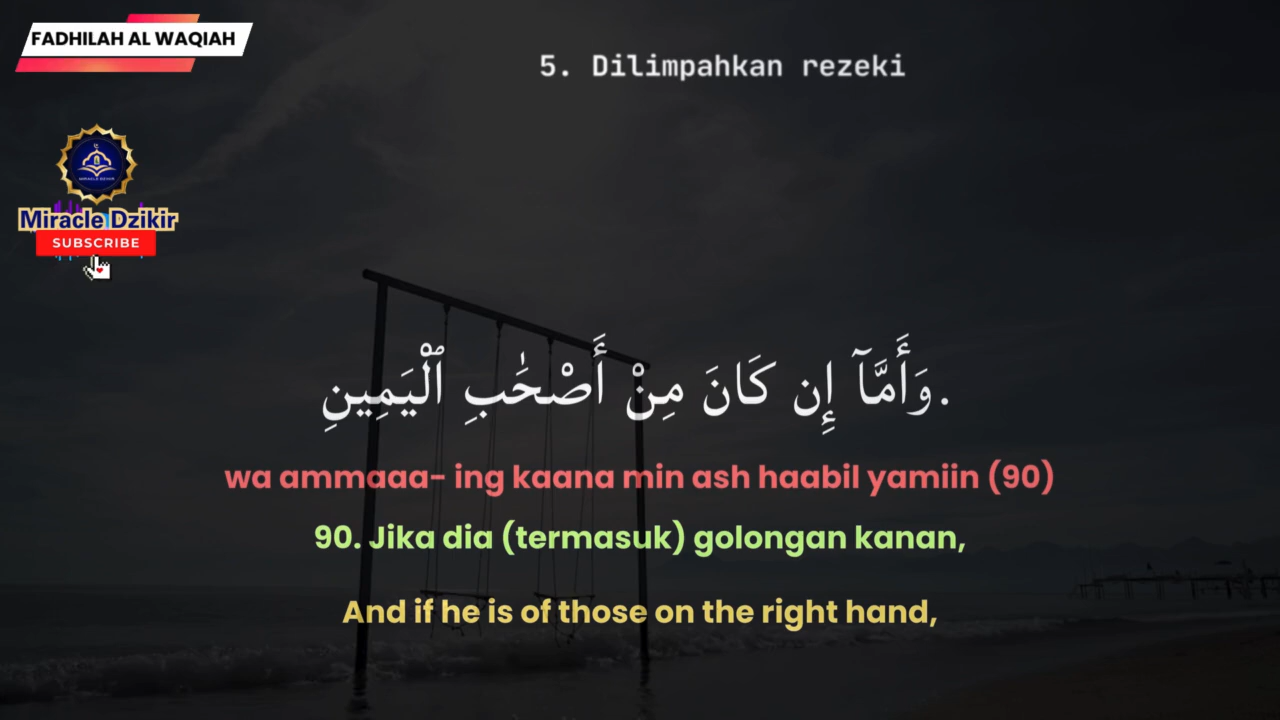 FADHILAH AL WAQIAH
5. Dilimpahkan rezeki
Miracle Dzikir
SUBSCRIBE
وَأَمَّآ إِن كَانَ مِنْ أَصْحَٰبِ ٱلْيَمِينِ.
wa ammaaa- ing kaana min ash haabil yamiin (90)
90. Jika dia (termasuk) golongan kanan,
And if he is of those on the right hand,